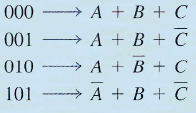 000 ⟶ A + B + C
001 ⟶ A + B + C̅
010 ⟶ A + B̅ + C
101 ⟶ A̅ + B + C̅